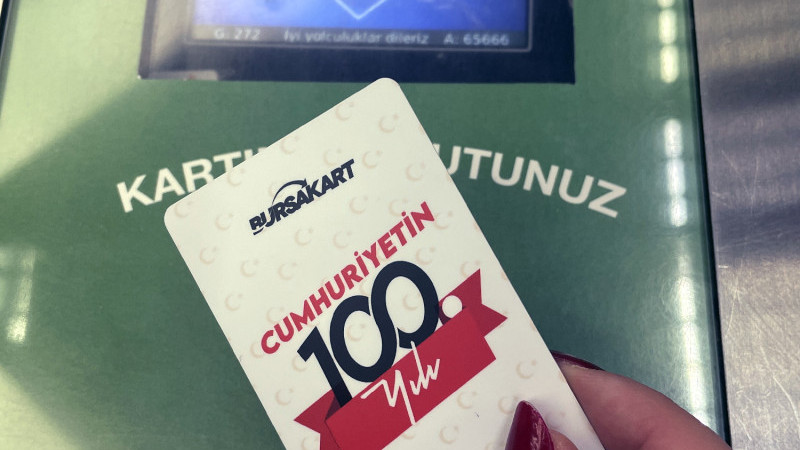 G: 272 İyi yolculuklar dileriz A: 65666
BURSAKART
CUMHURİYETİN
100.
Yılı